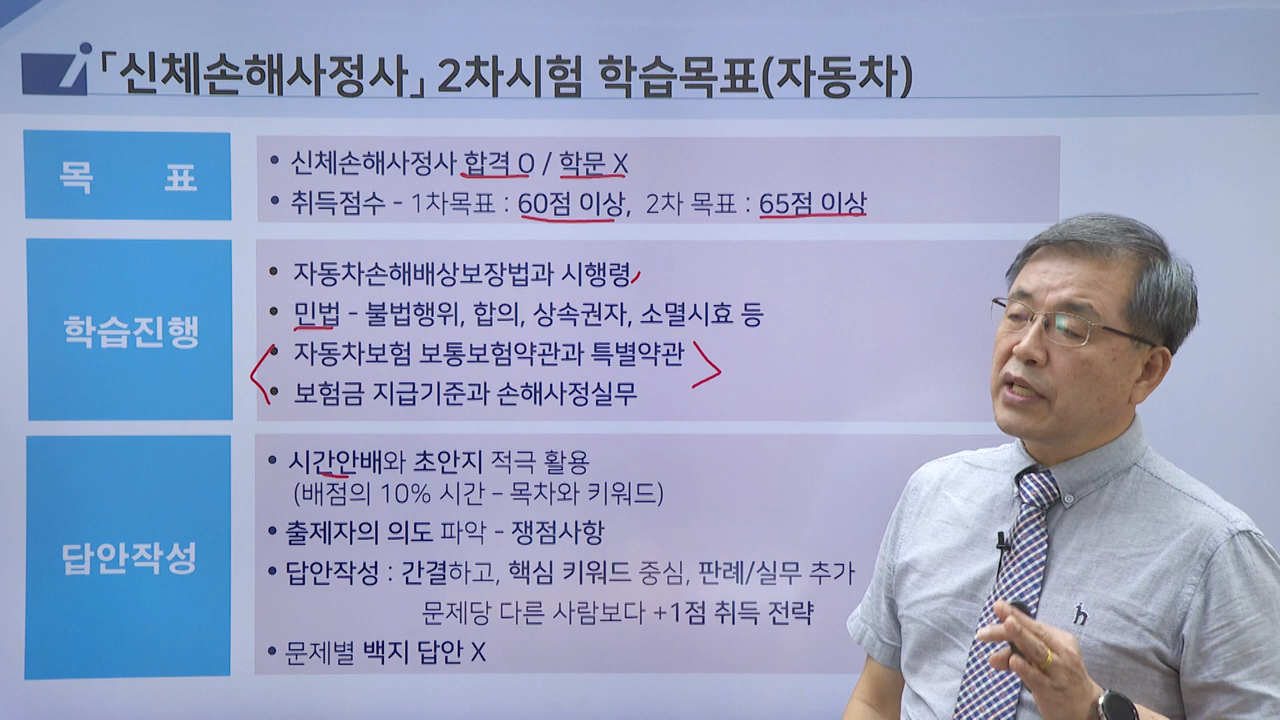 「신체손해사정사」 2차시험 학습목표(자동차)
목 표
• 신체손해사정사 합격 O / 학문 X
• 취득점수 - 1차목표 : 60점 이상, 2차 목표 : 65점 이상
학습진행
• 자동차손해배상보장법과 시행령
• 민법 - 불법행위, 합의, 상속권자, 소멸시효 등
• 자동차보험 보통보험약관과 특별약관
• 보험금 지급기준과 손해사정실무
답안작성
• 시간안배와 초안지 적극 활용
(배점의 10% 시간 - 목차와 키워드)
• 출제자의 의도 파악 - 쟁점사항
• 답안작성 : 간결하고, 핵심 키워드 중심, 판례/실무 추가
문제당 다른 사람보다 +1점 취득 전략
• 문제별 백지 답안 X